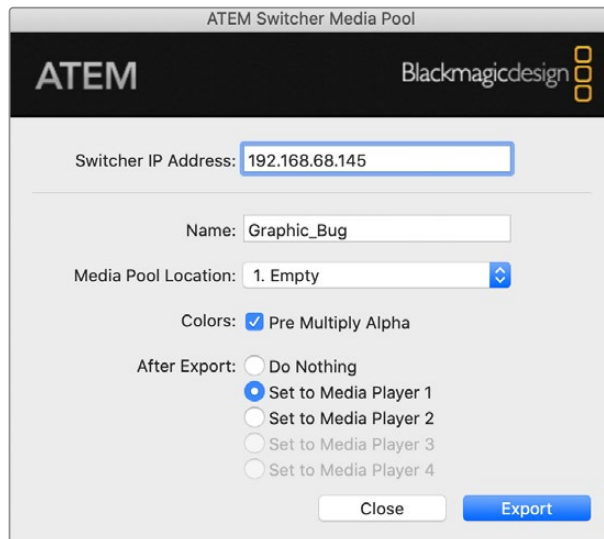 ATEM Switcher Media Pool
ATEM Blackmagicdesign
Switcher IP Address: 192.168.68.145
Name: Graphic_Bug
Media Pool Location: 1. Empty
Colors: Pre Multiply Alpha
After Export: Do Nothing
Set to Media Player 1
Set to Media Player 2
Set to Media Player 3
Set to Media Player 4
Close Export